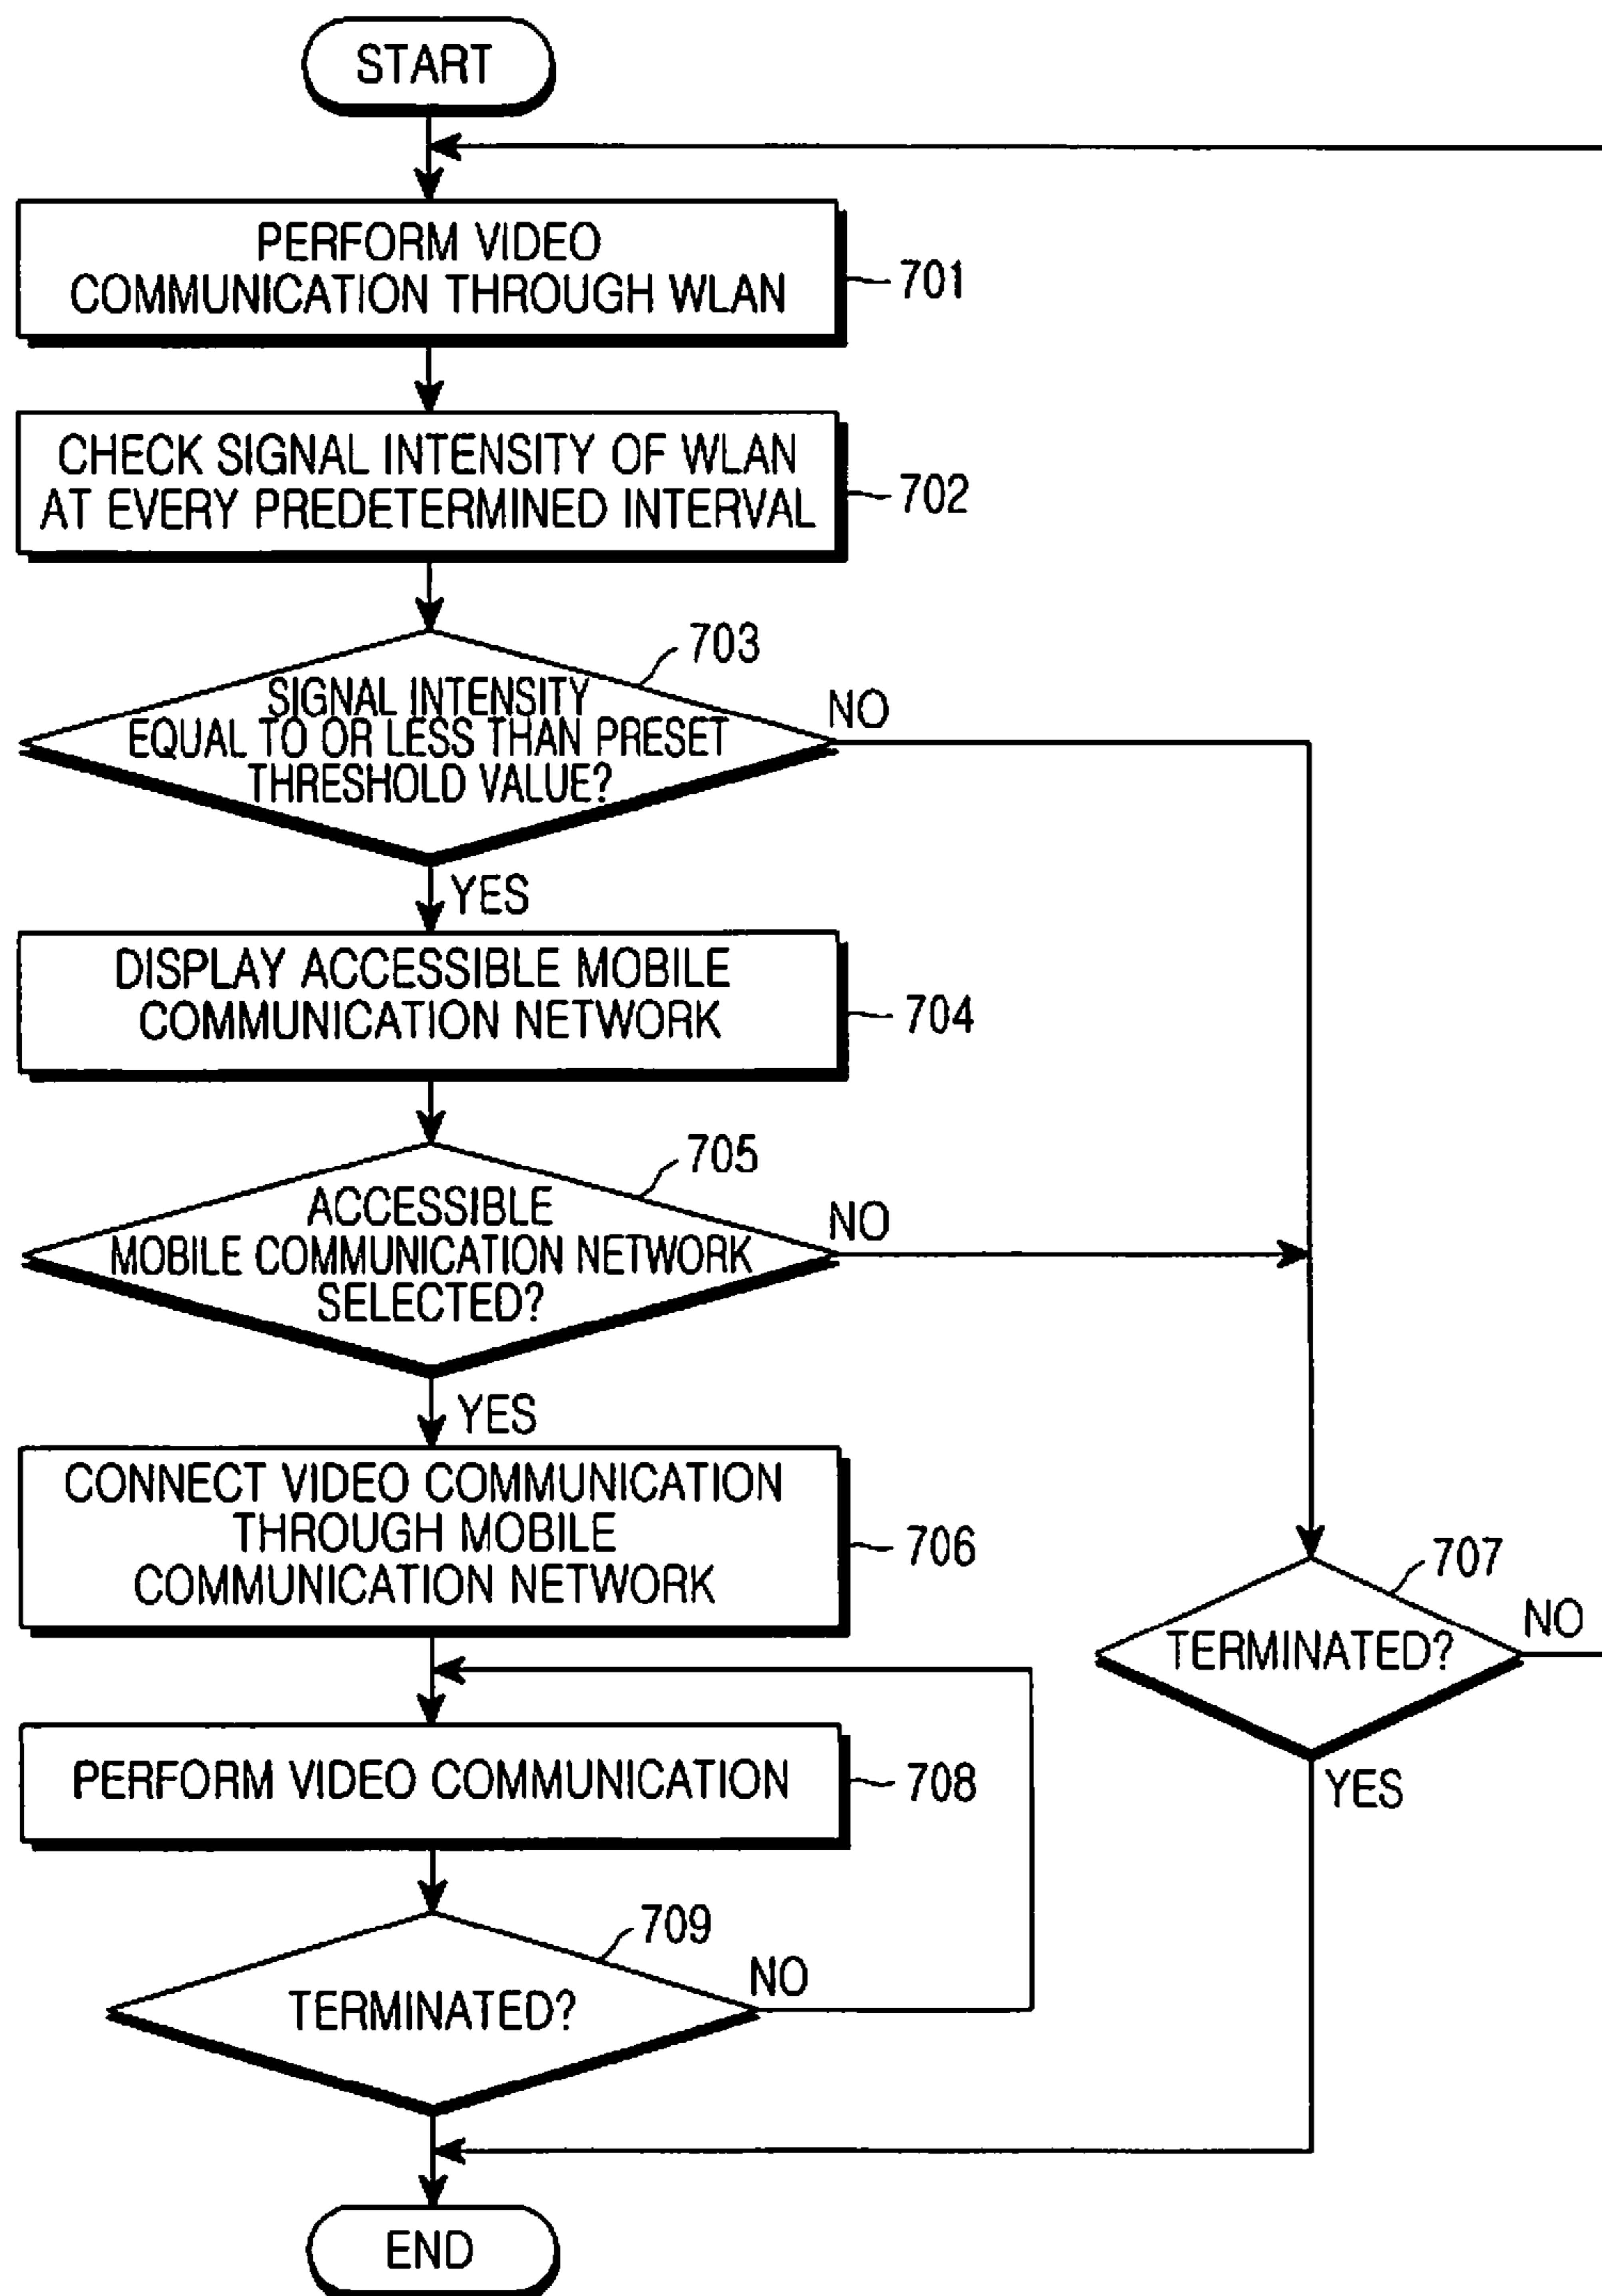 START
PERFORM VIDEO
COMMUNICATION THROUGH WLAN
701
CHECK SIGNAL INTENSITY OF WLAN
AT EVERY PREDETERMINED INTERVAL
702
703
SIGNAL INTENSITY
EQUAL TO OR LESS THAN PRESET
THRESHOLD VALUE?
NO
YES
DISPLAY ACCESSIBLE MOBILE
COMMUNICATION NETWORK
704
705
ACCESSIBLE
MOBILE COMMUNICATION NETWORK
SELECTED?
NO
YES
CONNECT VIDEO COMMUNICATION
THROUGH MOBILE
COMMUNICATION NETWORK
706
707
TERMINATED?
NO
YES
PERFORM VIDEO COMMUNICATION
708
709
TERMINATED?
NO
END